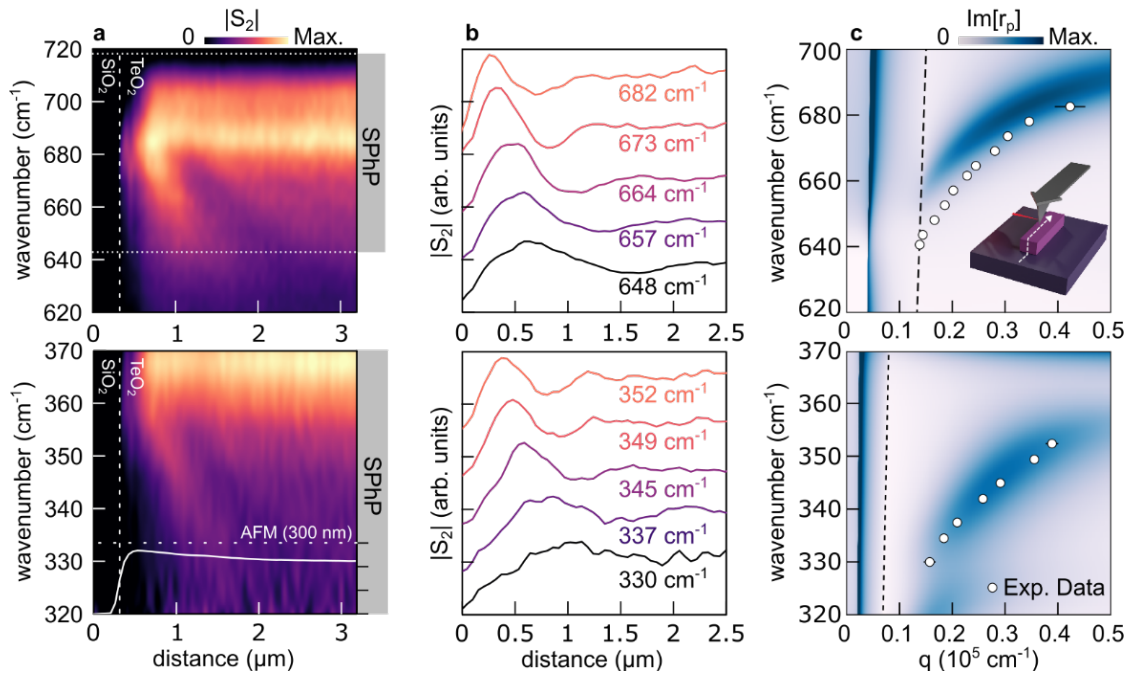 a
|S₂|
0 Max.
wavenumber (cm⁻¹)
720
700
680
660
640
620
SiO₂
TeO₂
SPhP
0 1 2 3
b
|S₂| (arb. units)
682 cm⁻¹
673 cm⁻¹
664 cm⁻¹
657 cm⁻¹
648 cm⁻¹
0 0.5 1 1.5 2 2.5
c
Im[rₚ]
0 Max.
wavenumber (cm⁻¹)
700
680
660
640
620
0 0.1 0.2 0.3 0.4 0.5
wavenumber (cm⁻¹)
370
360
350
340
330
320
SiO₂
TeO₂
AFM (300 nm)
SPhP
0 1 2 3
distance (µm)
|S₂| (arb. units)
352 cm⁻¹
349 cm⁻¹
345 cm⁻¹
337 cm⁻¹
330 cm⁻¹
0 0.5 1 1.5 2 2.5
distance (µm)
wavenumber (cm⁻¹)
370
360
350
340
330
320
Exp. Data
0 0.1 0.2 0.3 0.4 0.5
q (10⁵ cm⁻¹)